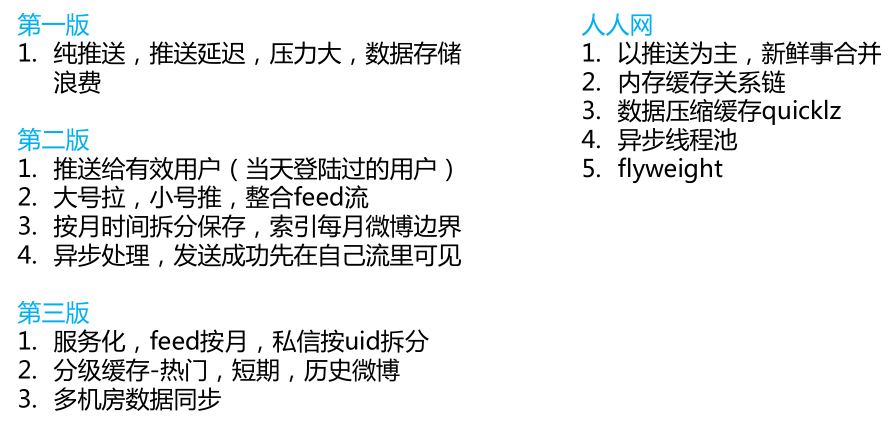 第一版
1. 纯推送，推送延迟，压力大，数据存储
浪费
第二版
1. 推送给有效用户（当天登陆过的用户）
2. 大号拉，小号推，整合feed流
3. 按月时间拆分保存，索引每月微博边界
4. 异步处理，发送成功先在自己流里可见
第三版
1. 服务化，feed按月，私信按uid拆分
2. 分级缓存-热门，短期，历史微博
3. 多机房数据同步
人人网
1. 以推送为主，新鲜事合并
2. 内存缓存关系链
3. 数据压缩缓存quicklz
4. 异步线程池
5. flyweight